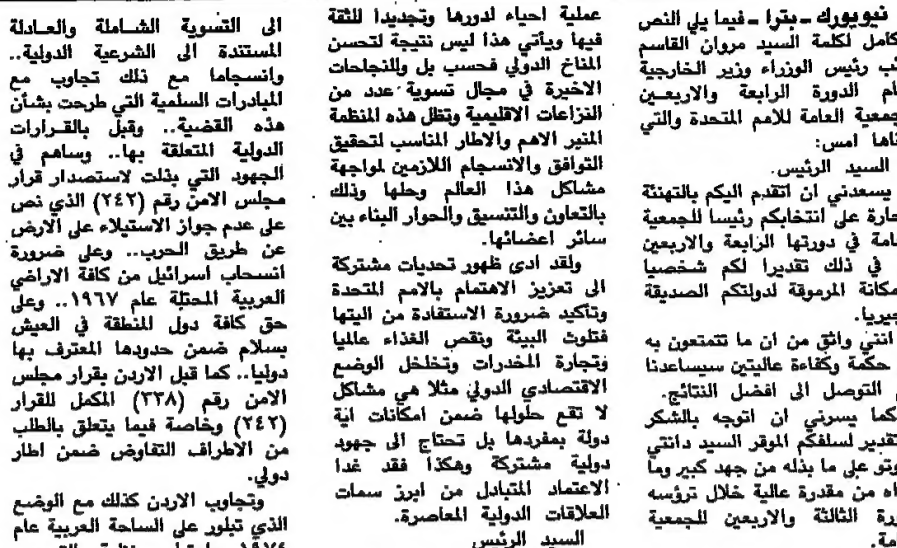 نيويورك ـ بترا ـ فيما يلي النص
كامل لكلمة السيد مروان القاسم
ئب رئيس الوزراء وزير الخارجية
ام الدورة الرابعة والاربعين
جمعية العامة للامم المتحدة والتي
ناها امس:
السيد الرئيس.
يسعدني ان اتقدم اليكم بالتهنئة
حارة على انتخابكم رئيسا للجمعية
امة في دورتها الرابعة والاربعين
في ذلك تقديرا لكم شخصيا
مكانة المرموقة لدولتكم الصديقة
جيريا.
انني واثق من ان ما تتمتعون به
حكمة وكفاءة عاليتين سيساعدنا
التوصل الى افضل النتائج.
كما يسرني ان اتوجه بالشكر
تقدير لسلفكم الموقر السيد دانتي
وتو على ما بذله من جهد كبير وما
اه من مقدرة عالية خلال ترؤسه
ورة الثالثة والاربعين للجمعية
مة.
عملية احياء لدورها وتجديدا للثقة
فيها ويأتي هذا ليس نتيجة لتحسن
المناخ الدولي فحسب بل وللنجاحات
الاخيرة في مجال تسوية عدد من
النزاعات الاقليمية وتظل هذه المنظمة
المنبر الاهم والاطار المناسب لتحقيق
التوافق والانسجام اللازمين لمواجهة
مشاكل هذا العالم وحلها وذلك
بالتعاون والتنسيق والحوار البناء بين
سائر اعضائها.
ولقد ادى ظهور تحديات مشتركة
الى تعزيز الاهتمام بالامم المتحدة
وتأكيد ضرورة الاستفادة من اليتها
فتلوث البيئة ونقص الغذاء عالميا
وتجارة المخدرات وتخلخل الوضع
الاقتصادي الدولي مثلا هي مشاكل
لا تقع حلولها ضمن امكانات اية
دولة بمفردها بل تحتاج الى جهود
دولية مشتركة وهكذا فقد غدا
الاعتماد المتبادل من ابرز سمات
العلاقات الدولية المعاصرة.
السيد الرئيس
الى التسوية الشاملة والعادلة
المستندة الى الشرعية الدولية..
وانسجاما مع ذلك تجاوب مع
المبادرات السلمية التي طرحت بشأن
هذه القضية.. وقبل بالقرارات
الدولية المتعلقة بها.. وساهم في
الجهود التي بذلت لاستصدار قرار
مجلس الامن رقم (٢٤٢) الذي نص
على عدم جواز الاستيلاء على الارض
عن طريق الحرب.. وعلى ضرورة
انسحاب اسرائيل من كافة الاراضي
العربية المحتلة عام ١٩٦٧.. وعلى
حق كافة دول المنطقة في العيش
بسلام ضمن حدودها المعترف بها
دوليا.. كما قبل الاردن بقرار مجلس
الامن رقم (٣٣٨) المكمل للقرار
(٢٤٢) وخاصة فيما يتعلق بالطلب
من الاطراف التفاوض ضمن اطار
دولي.
وتجاوب الاردن كذلك مع الوضع
الذي تبلور على الساحة العربية عام